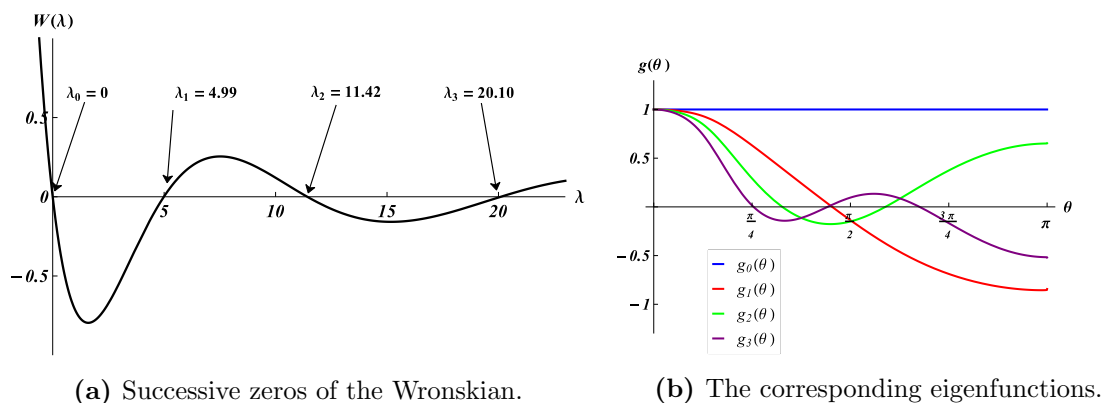 W(λ)
λ₀ = 0
λ₁ = 4.99
λ₂ = 11.42
λ₃ = 20.10
0.5
0
5
10
15
20
λ
−0.5
(a) Successive zeros of the Wronskian.
g(θ)
1
0.5
π/4
π/2
3π/4
π
θ
−0.5
−1
g₀(θ)
g₁(θ)
g₂(θ)
g₃(θ)
(b) The corresponding eigenfunctions.